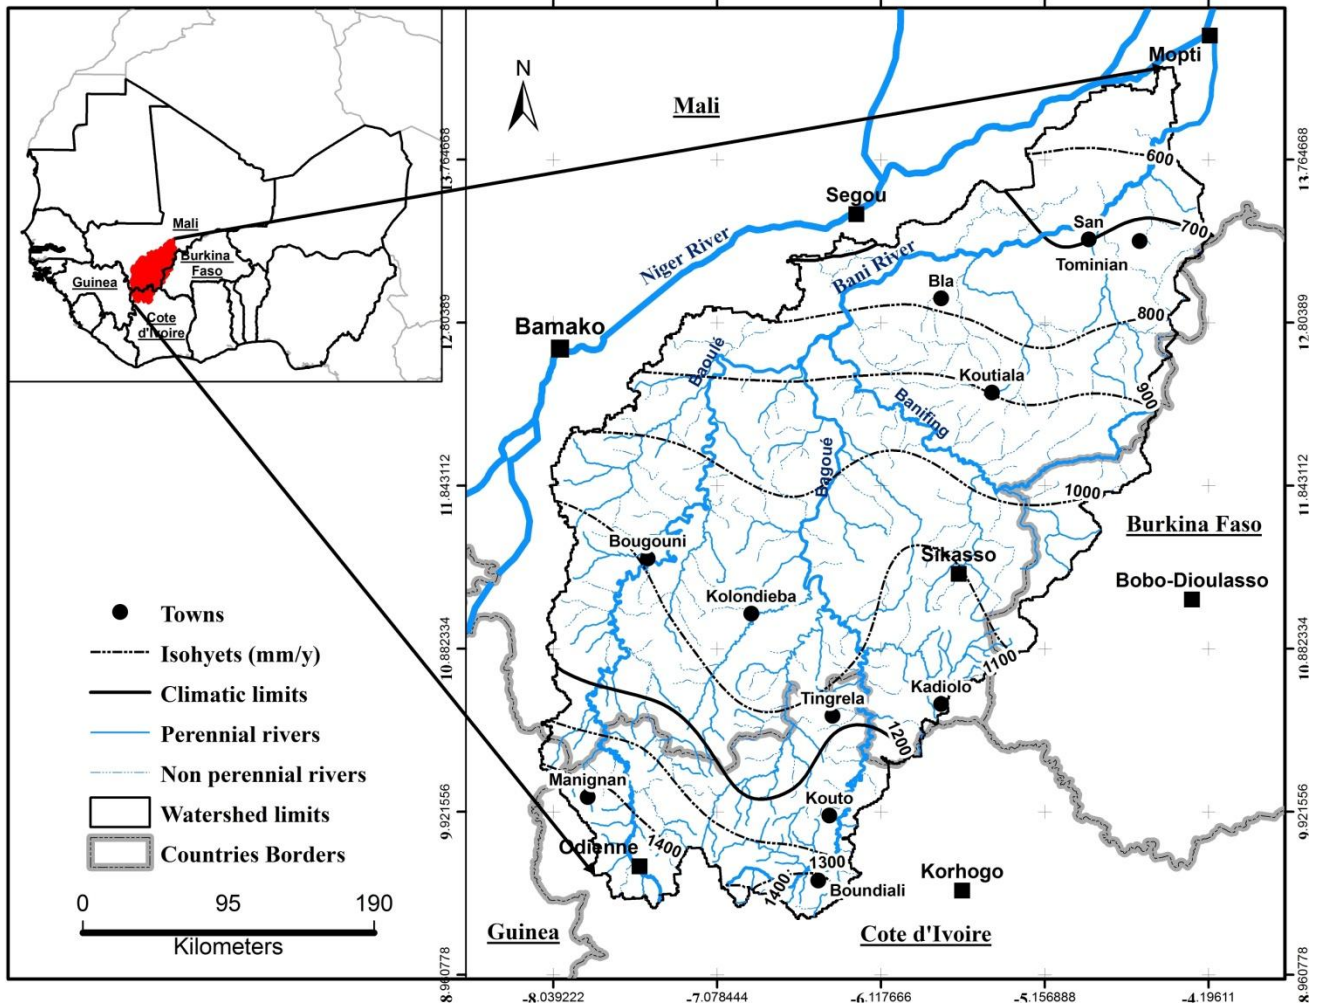 Mali
Burkina
Faso
Guinea
Cote
d'Ivoire
N
Mali
Mopti
600
Segou
San
700
Tominian
Niger River
Bani River
Bla
800
Bamako
Baoulé
Koutiala
900
Banifing
Bagoué
1000
Burkina Faso
Bougouni
Sikasso
Bobo-Dioulasso
Kolondieba
1100
Tingrela
Kadiolo
1200
Manignan
Kouto
Odienne
1400
1300
1400
Boundiali
Korhogo
Guinea
Cote d'Ivoire
Towns
Isohyets (mm/y)
Climatic limits
Perennial rivers
Non perennial rivers
Watershed limits
Countries Borders
0 95 190
Kilometers
13.764668
12.80389
11.843112
10.882334
9.921556
8.960778
13.764668
12.80389
11.843112
10.882334
9.921556
8.960778
-8.039222 -7.078444 -6.117666 -5.156888 -4.19611